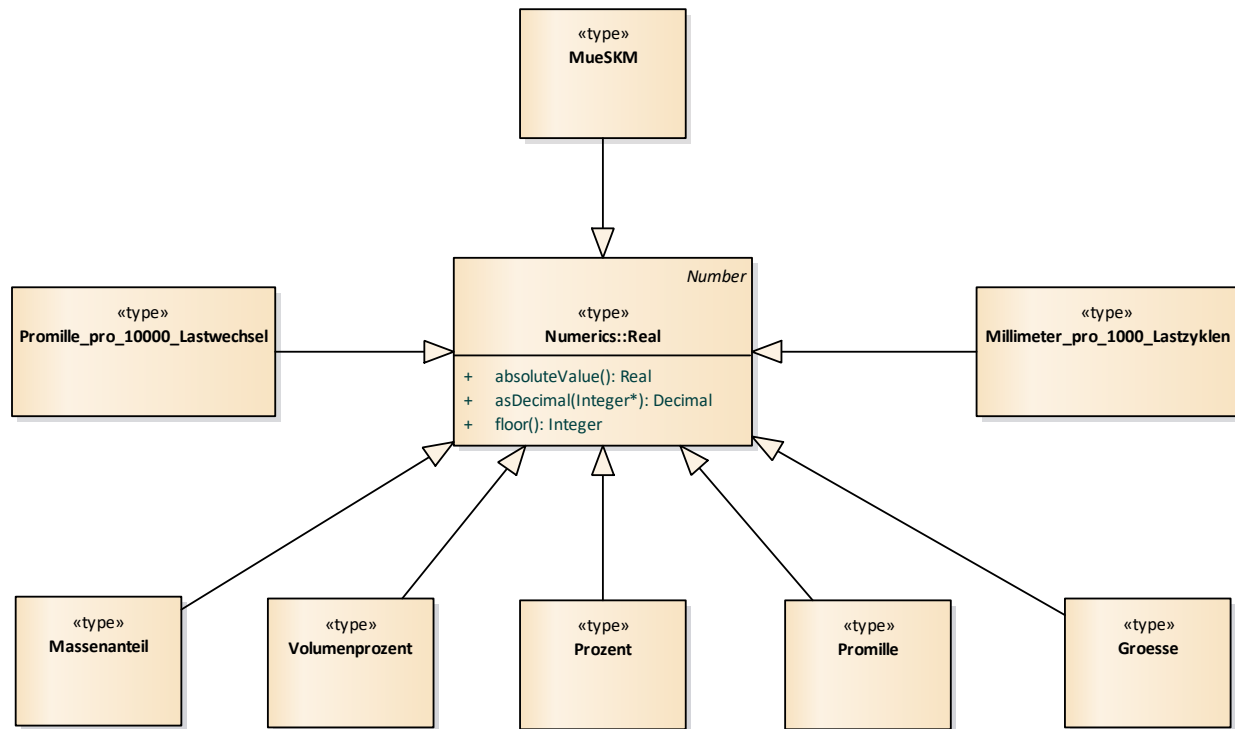 «type»
MueSKM
Number
«type»
Numerics::Real
+ absoluteValue(): Real
+ asDecimal(Integer*): Decimal
+ floor(): Integer
«type»
Promille_pro_10000_Lastwechsel
«type»
Millimeter_pro_1000_Lastzyklen
«type»
Massenanteil
«type»
Volumenprozent
«type»
Prozent
«type»
Promille
«type»
Groesse